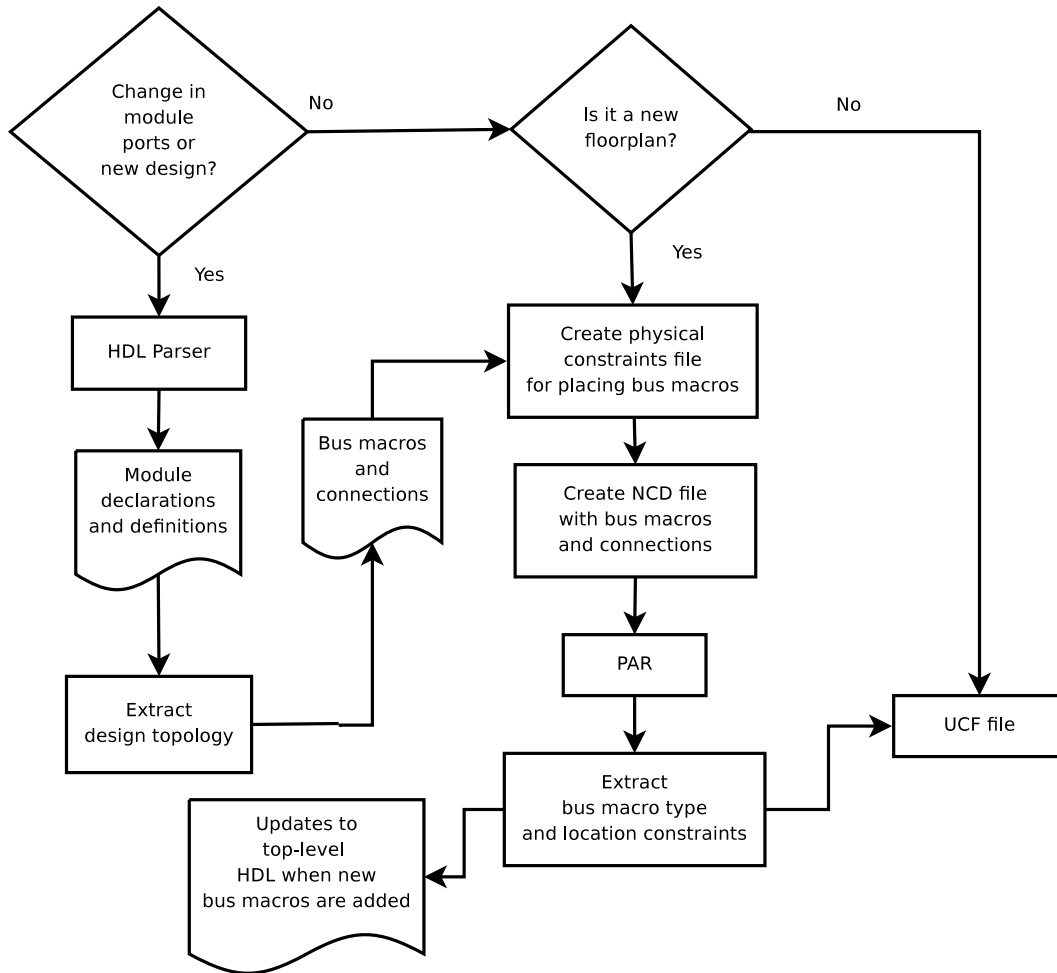 Change in
module
ports or
new design?
No
Is it a new
floorplan?
No
Yes
Yes
HDL Parser
Create physical
constraints file
for placing bus macros
Module
declarations
and definitions
Bus macros
and
connections
Create NCD file
with bus macros
and connections
PAR
Extract
design topology
UCF file
Extract
bus macro type
and location constraints
Updates to
top-level
HDL when new
bus macros are added